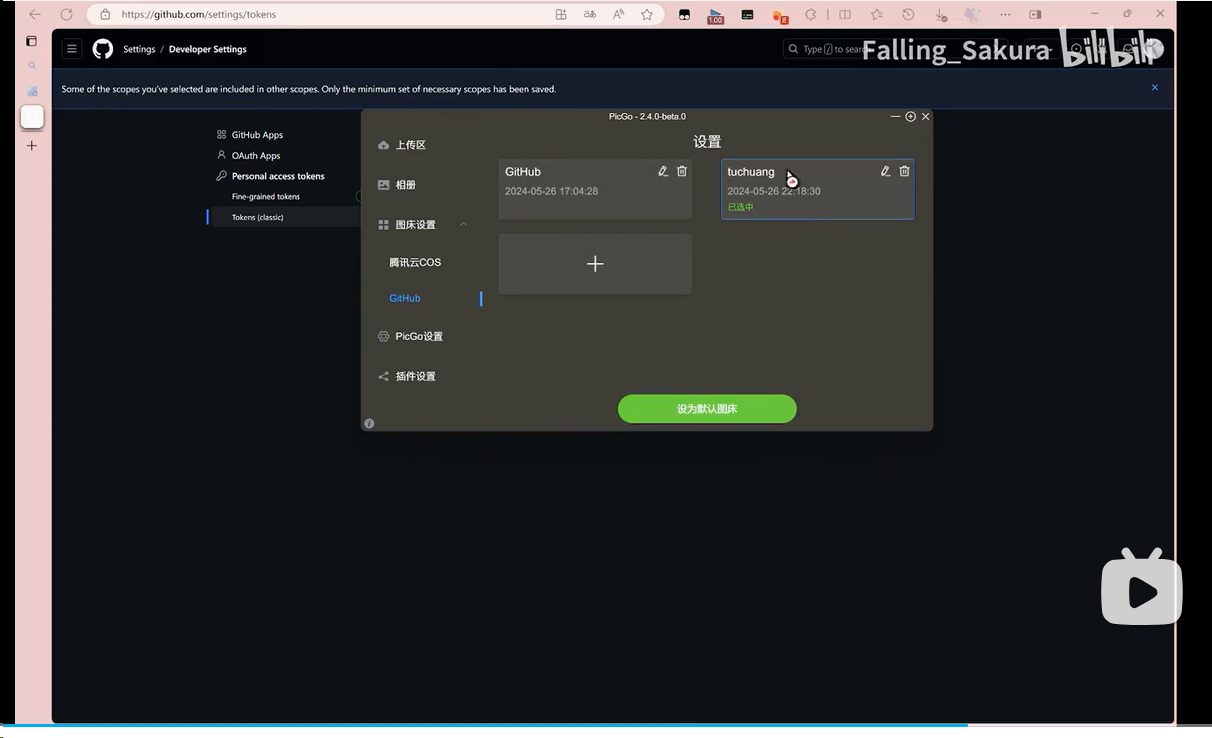 https://github.com/settings/tokens
1.00
8
Settings / Developer Settings
Type / to search
Falling_Sakura bilibili
Some of the scopes you've selected are included in other scopes. Only the minimum set of necessary scopes has been saved.
GitHub Apps
OAuth Apps
Personal access tokens
Fine-grained tokens
Tokens (classic)
PicGo - 2.4.0-beta.0
上传区
相册
图床设置
腾讯云COS
GitHub
PicGo设置
插件设置
设置
GitHub
2024-05-26 17:04:28
tuchuang
2024-05-26 22:18:30
已选中
设为默认图床